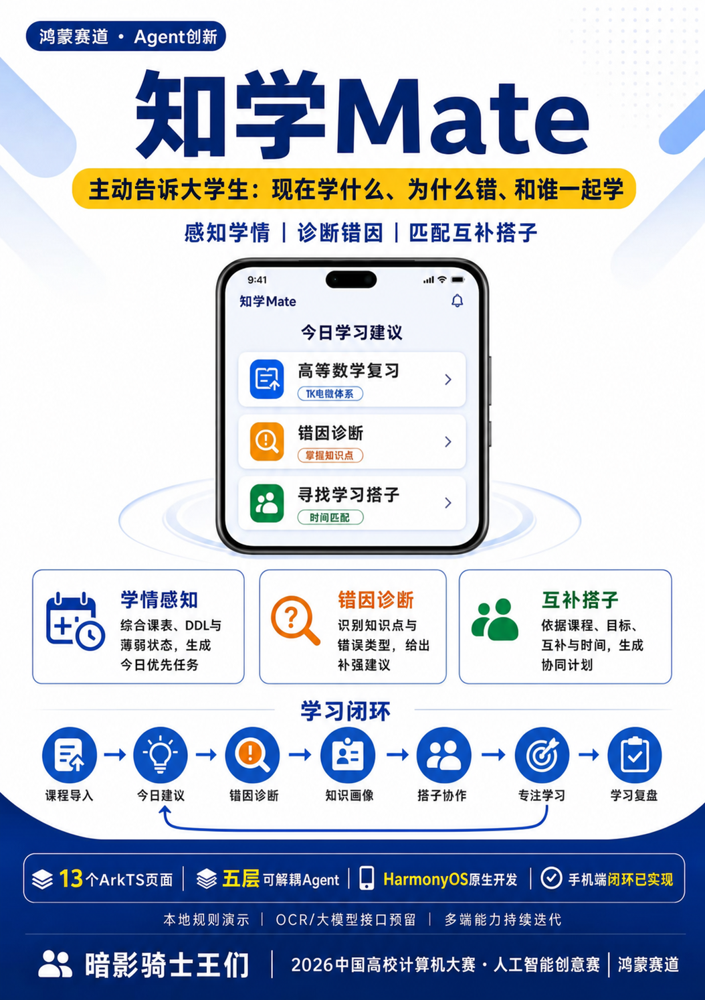 鸿蒙赛道 · Agent创新
知学Mate
主动告诉大学生：现在学什么、为什么错、和谁一起学
感知学情 | 诊断错因 | 匹配互补搭子
9:41
知学Mate
今日学习建议
高等数学复习
TK电微体系
错因诊断
掌握知识点
寻找学习搭子
时间匹配
学情感知
综合课表、DDL与
薄弱状态，生成
今日优先任务
错因诊断
识别知识点与
错误类型，给出
补强建议
互补搭子
依据课程、目标、
互补与时间，生成
协同计划
学习闭环
课程导入
今日建议
错因诊断
知识画像
搭子协作
专注学习
学习复盘
13个ArkTS页面 | 五层可解耦Agent | HarmonyOS原生开发 | 手机端闭环已实现
本地规则演示 | OCR/大模型接口预留 | 多端能力持续迭代
暗影骑士王们 | 2026中国高校计算机大赛·人工智能创意赛 | 鸿蒙赛道